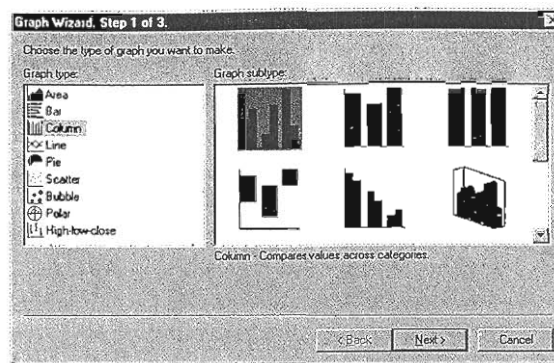 Graph Wizard, Step 1 of 3.
Choose the type of graph you want to make.
Graph type:
Graph subtype:
Area
Bar
Column
Line
Pie
Scatter
Bubble
Polar
High-low-close
Column - Compares values across categories.
< Back
Next >
Cancel